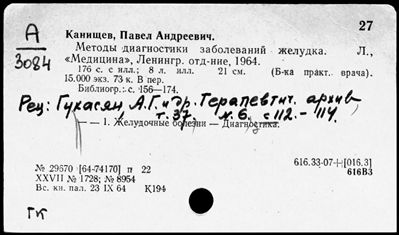 27
А
3084
Канищев, Павел Андреевич.
Методы диагностики заболеваний желудка. Л.,
«Медицина», Ленингр. отд-ние, 1964.
176 с. с илл.; 8 л. илл. 21 см. (Б-ка практ. врача).
15.000 экз. 73 к. В пер.
Библиогр.: с. 156—174.
Рец: Гукасян, А.Г. и др. Терапевтич. архив
т. 37. № 6. с 112.- 114.
— 1. Желудочные болезни — Диагностика.
№ 29670 [64-74170] п 22
XXVII № 1728; № 8954
Вс. кн. пал. 23 IX 64 К194
616.33-07+[016.3]
616В3
ГК